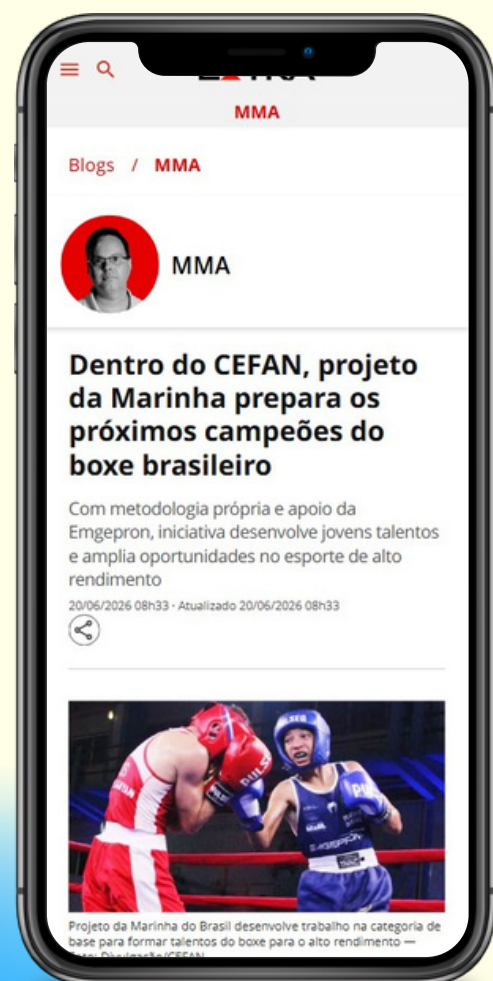 MMA
Blogs / MMA
MMA
Dentro do CEFAN, projeto
da Marinha prepara os
próximos campeões do
boxe brasileiro
Com metodologia própria e apoio da
Emgepron, iniciativa desenvolve jovens talentos
e amplia oportunidades no esporte de alto
rendimento
20/06/2026 08h33 · Atualizado 20/06/2026 08h33
Projeto da Marinha do Brasil desenvolve trabalho na categoria de
base para formar talentos do boxe para o alto rendimento —
Foto: Divulgação/CEFAN